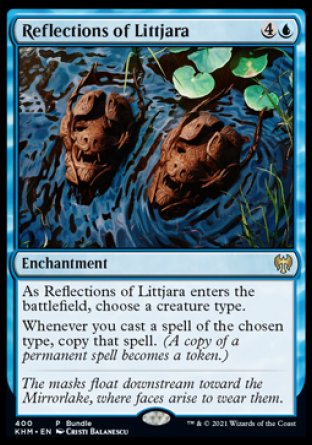 Reflections of Littjara 4
Enchantment
As Reflections of Littjara enters the
battlefield, choose a creature type.
Whenever you cast a spell of the chosen
type, copy that spell. (A copy of a
permanent spell becomes a token.)
The masks float downstream toward the
Mirrorlake, where faces arise to wear them.
400 P Bundle
KHM • EN CRISTI BALANESCU ™ & © 2021 Wizards of the Coast